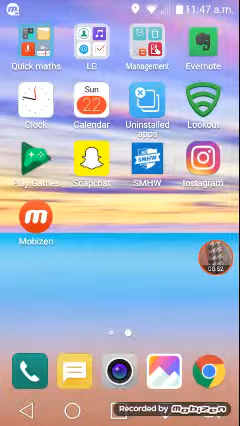 11:47 a.m.
Quick maths.
LG
Management
Evernote
Sun
22
Clock
Calendar
Uninstalled
apps
Lookout
SMHW
Play Games
Snapchat
SMHW
Instagram
Mobizen
00:52
Recorded by Mobizen